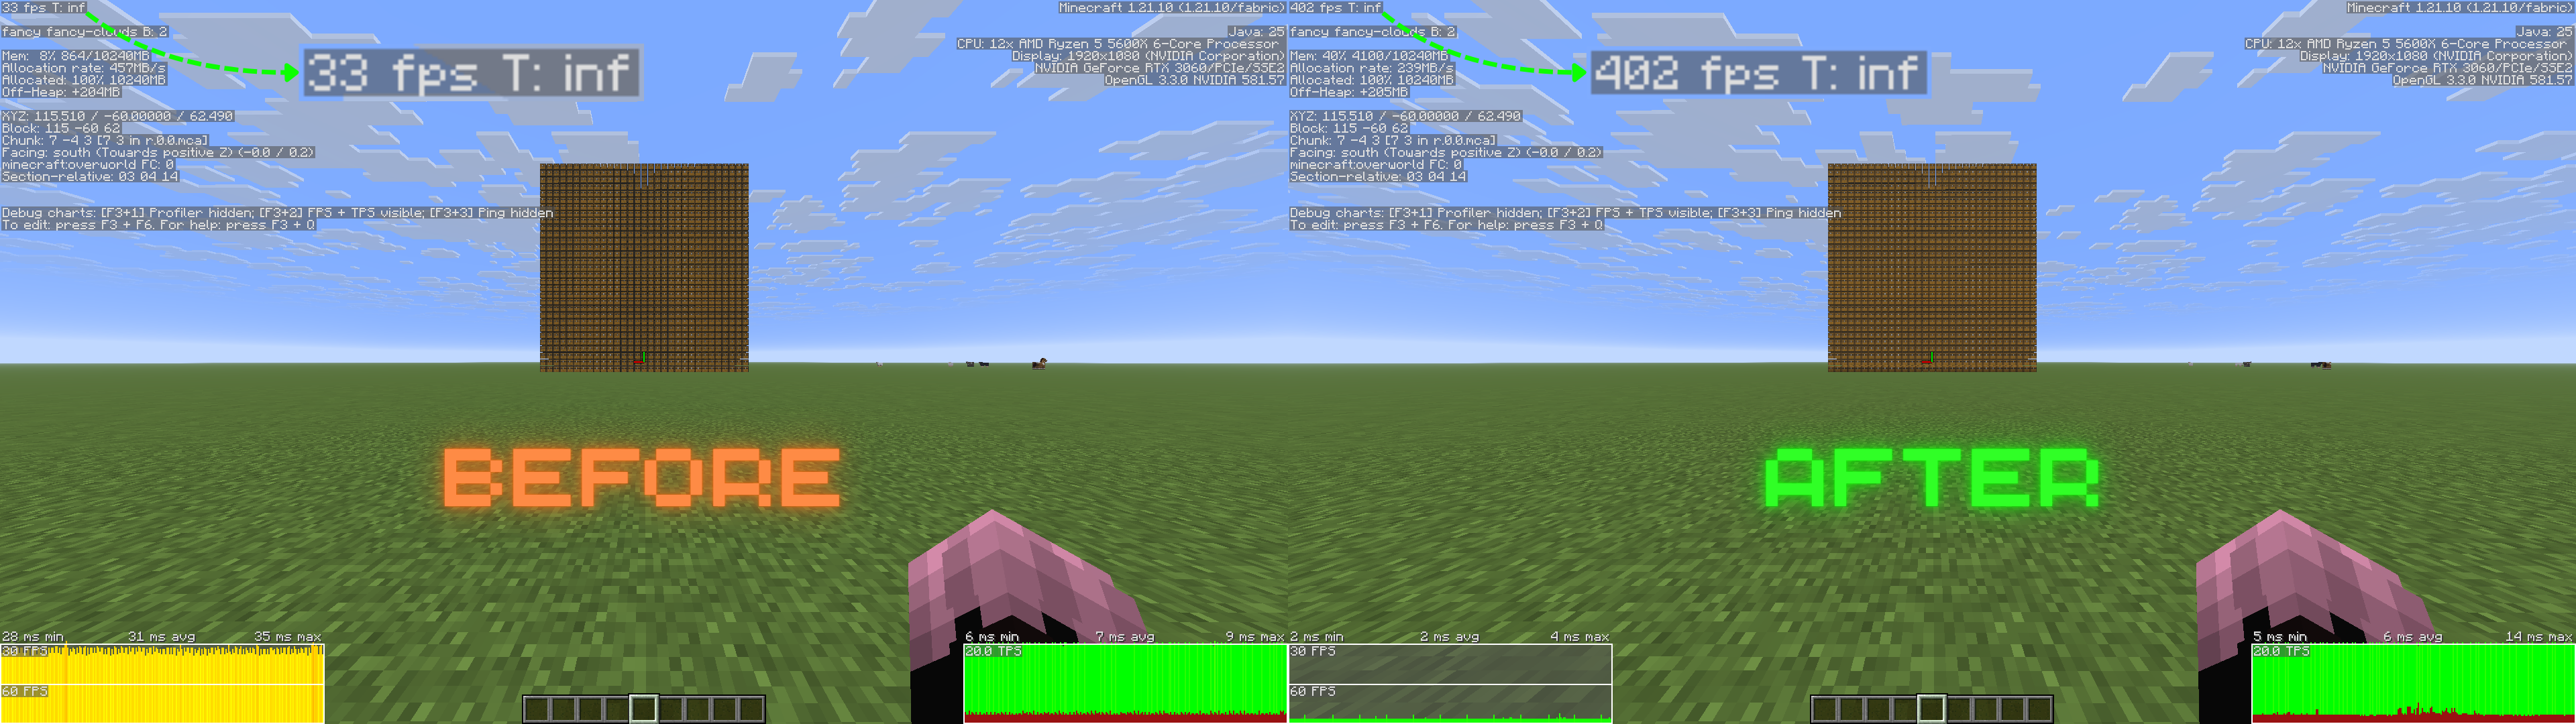 33 fps T: inf
fancy fancy-clouds B: 2
Mem: 8% 864/10240MB
Allocation rate: 457MB/s
Allocated: 100% 10240MB
Off-Heap: +204MB
XYZ: 115.510 / -60.00000 / 62.490
Block: 115 -60 62
Chunk: 7 -4 3 [7 3 in r.0.0.mca]
Facing: south (Towards positive Z) (-0.0 / 0.2)
minecraft:overworld FC: 0
Section-relative: 03 04 14
Debug charts: [F3+1] Profiler hidden; [F3+2] FPS + TPS visible; [F3+3] Ping hidden
To edit: press F3 + F6. For help: press F3 + Q
33 fps T: inf
Minecraft 1.21.10 (1.21.10/fabric)
Java: 25
CPU: 12x AMD Ryzen 5 5600X 6-Core Processor
Display: 1920x1080 (NVIDIA Corporation)
NVIDIA GeForce RTX 3060/PCIe/SSE2
OpenGL 3.3.0 NVIDIA 581.57
BEFORE
28 ms min 31 ms avg 35 ms max
30 FPS
60 FPS
6 ms min 7 ms avg 9 ms max
20.0 TPS
402 fps T: inf
fancy fancy-clouds B: 2
Mem: 40% 4100/10240MB
Allocation rate: 239MB/s
Allocated: 100% 10240MB
Off-Heap: +205MB
XYZ: 115.510 / -60.00000 / 62.490
Block: 115 -60 62
Chunk: 7 -4 3 [7 3 in r.0.0.mca]
Facing: south (Towards positive Z) (-0.0 / 0.2)
minecraft:overworld FC: 0
Section-relative: 03 04 14
Debug charts: [F3+1] Profiler hidden; [F3+2] FPS + TPS visible; [F3+3] Ping hidden
To edit: press F3 + F6. For help: press F3 + Q
402 fps T: inf
Minecraft 1.21.10 (1.21.10/fabric)
Java: 25
CPU: 12x AMD Ryzen 5 5600X 6-Core Processor
Display: 1920x1080 (NVIDIA Corporation)
NVIDIA GeForce RTX 3060/PCIe/SSE2
OpenGL 3.3.0 NVIDIA 581.57
AFTER
2 ms min 2 ms avg 4 ms max
30 FPS
60 FPS
5 ms min 6 ms avg 14 ms max
20.0 TPS